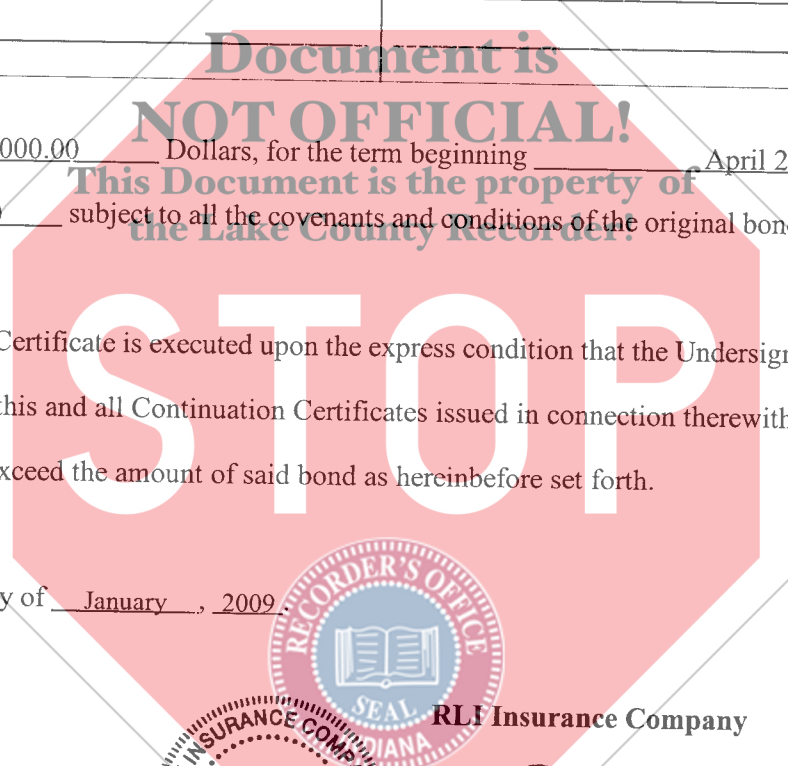 Document is
NOT OFFICIAL!
000.00 Dollars, for the term beginning April 2
This Document is the property of
subject to all the covenants and conditions of the original bon
the Lake County Recorder!
Certificate is executed upon the express condition that the Undersign
this and all Continuation Certificates issued in connection therewith
xceed the amount of said bond as hereinbefore set forth.
STOP
y of January , 2009.
RECORDER'S OFFICE
SEAL
INDIANA
RLI Insurance Company
INSURANCE COMP